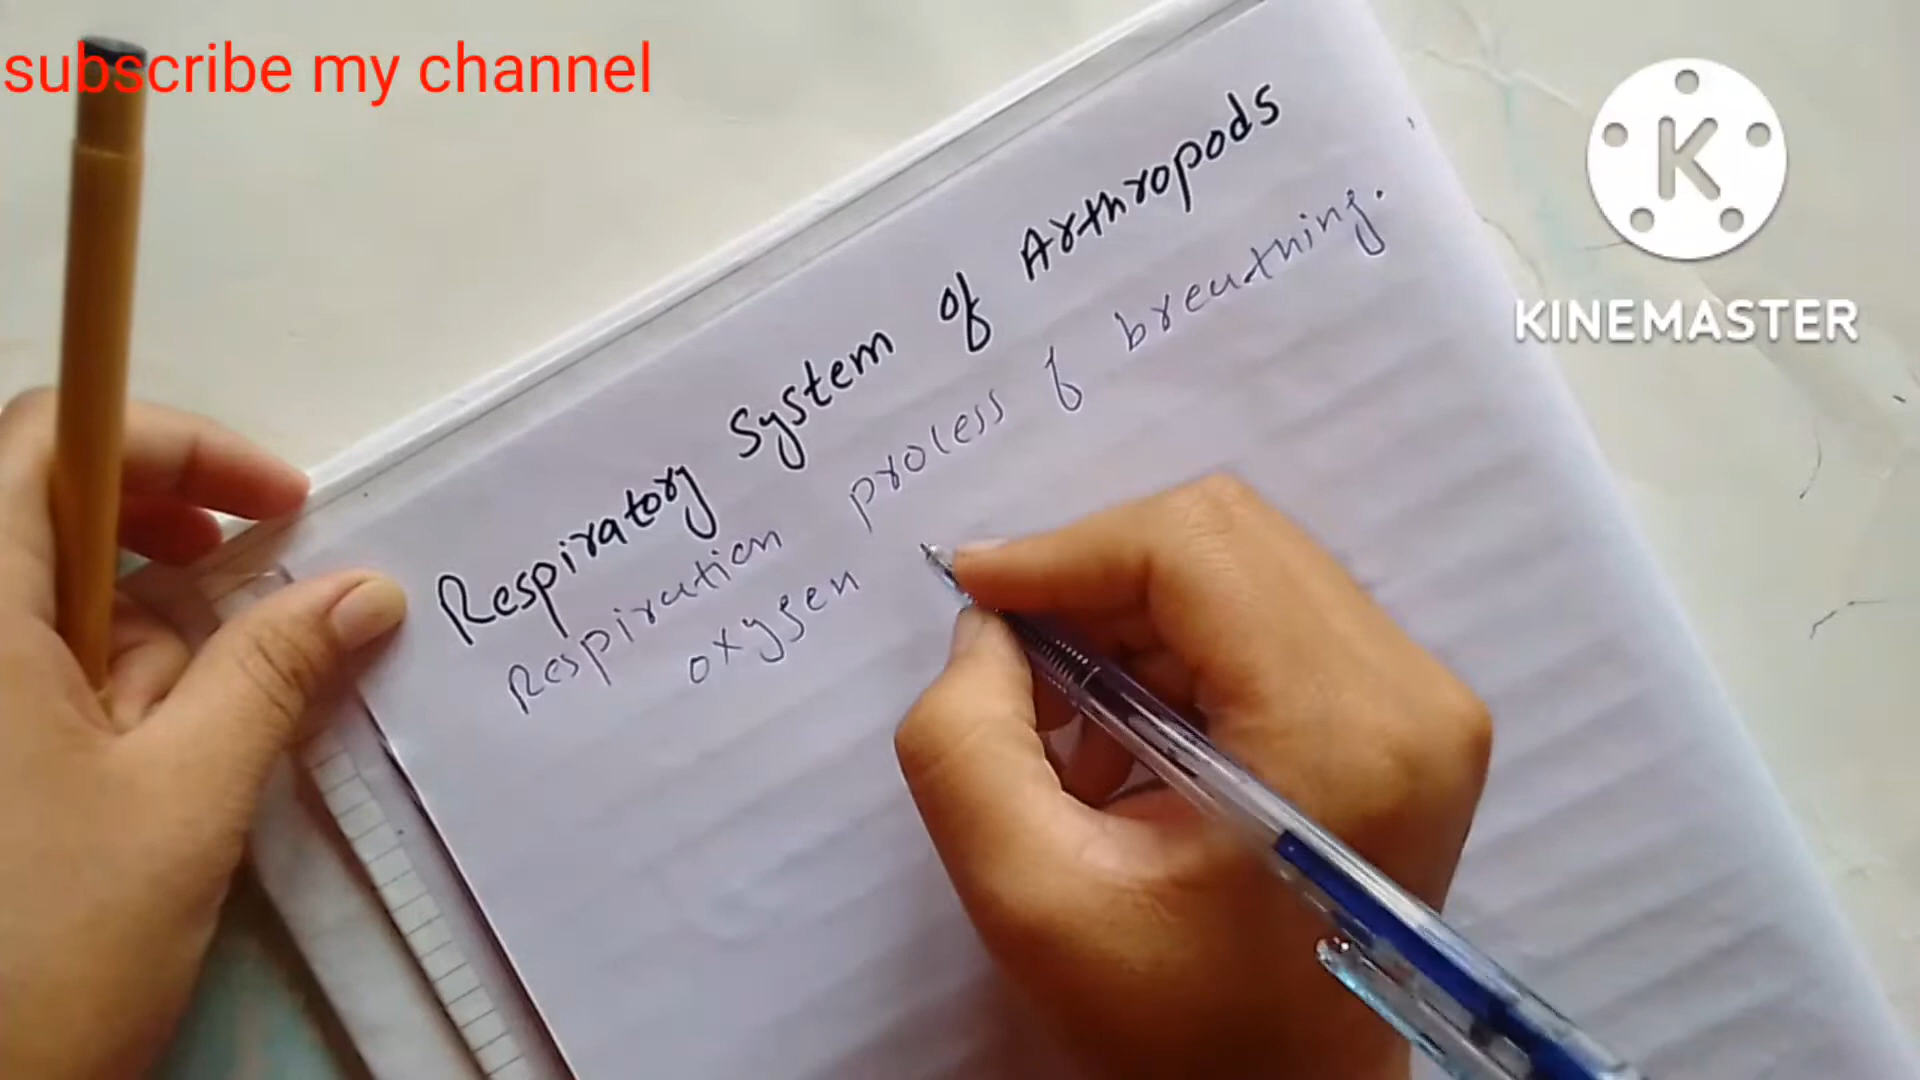 subscribe my channel
KINEMASTER
Respiratory System of Arthropods
Respiration process of breathing.
oxygen